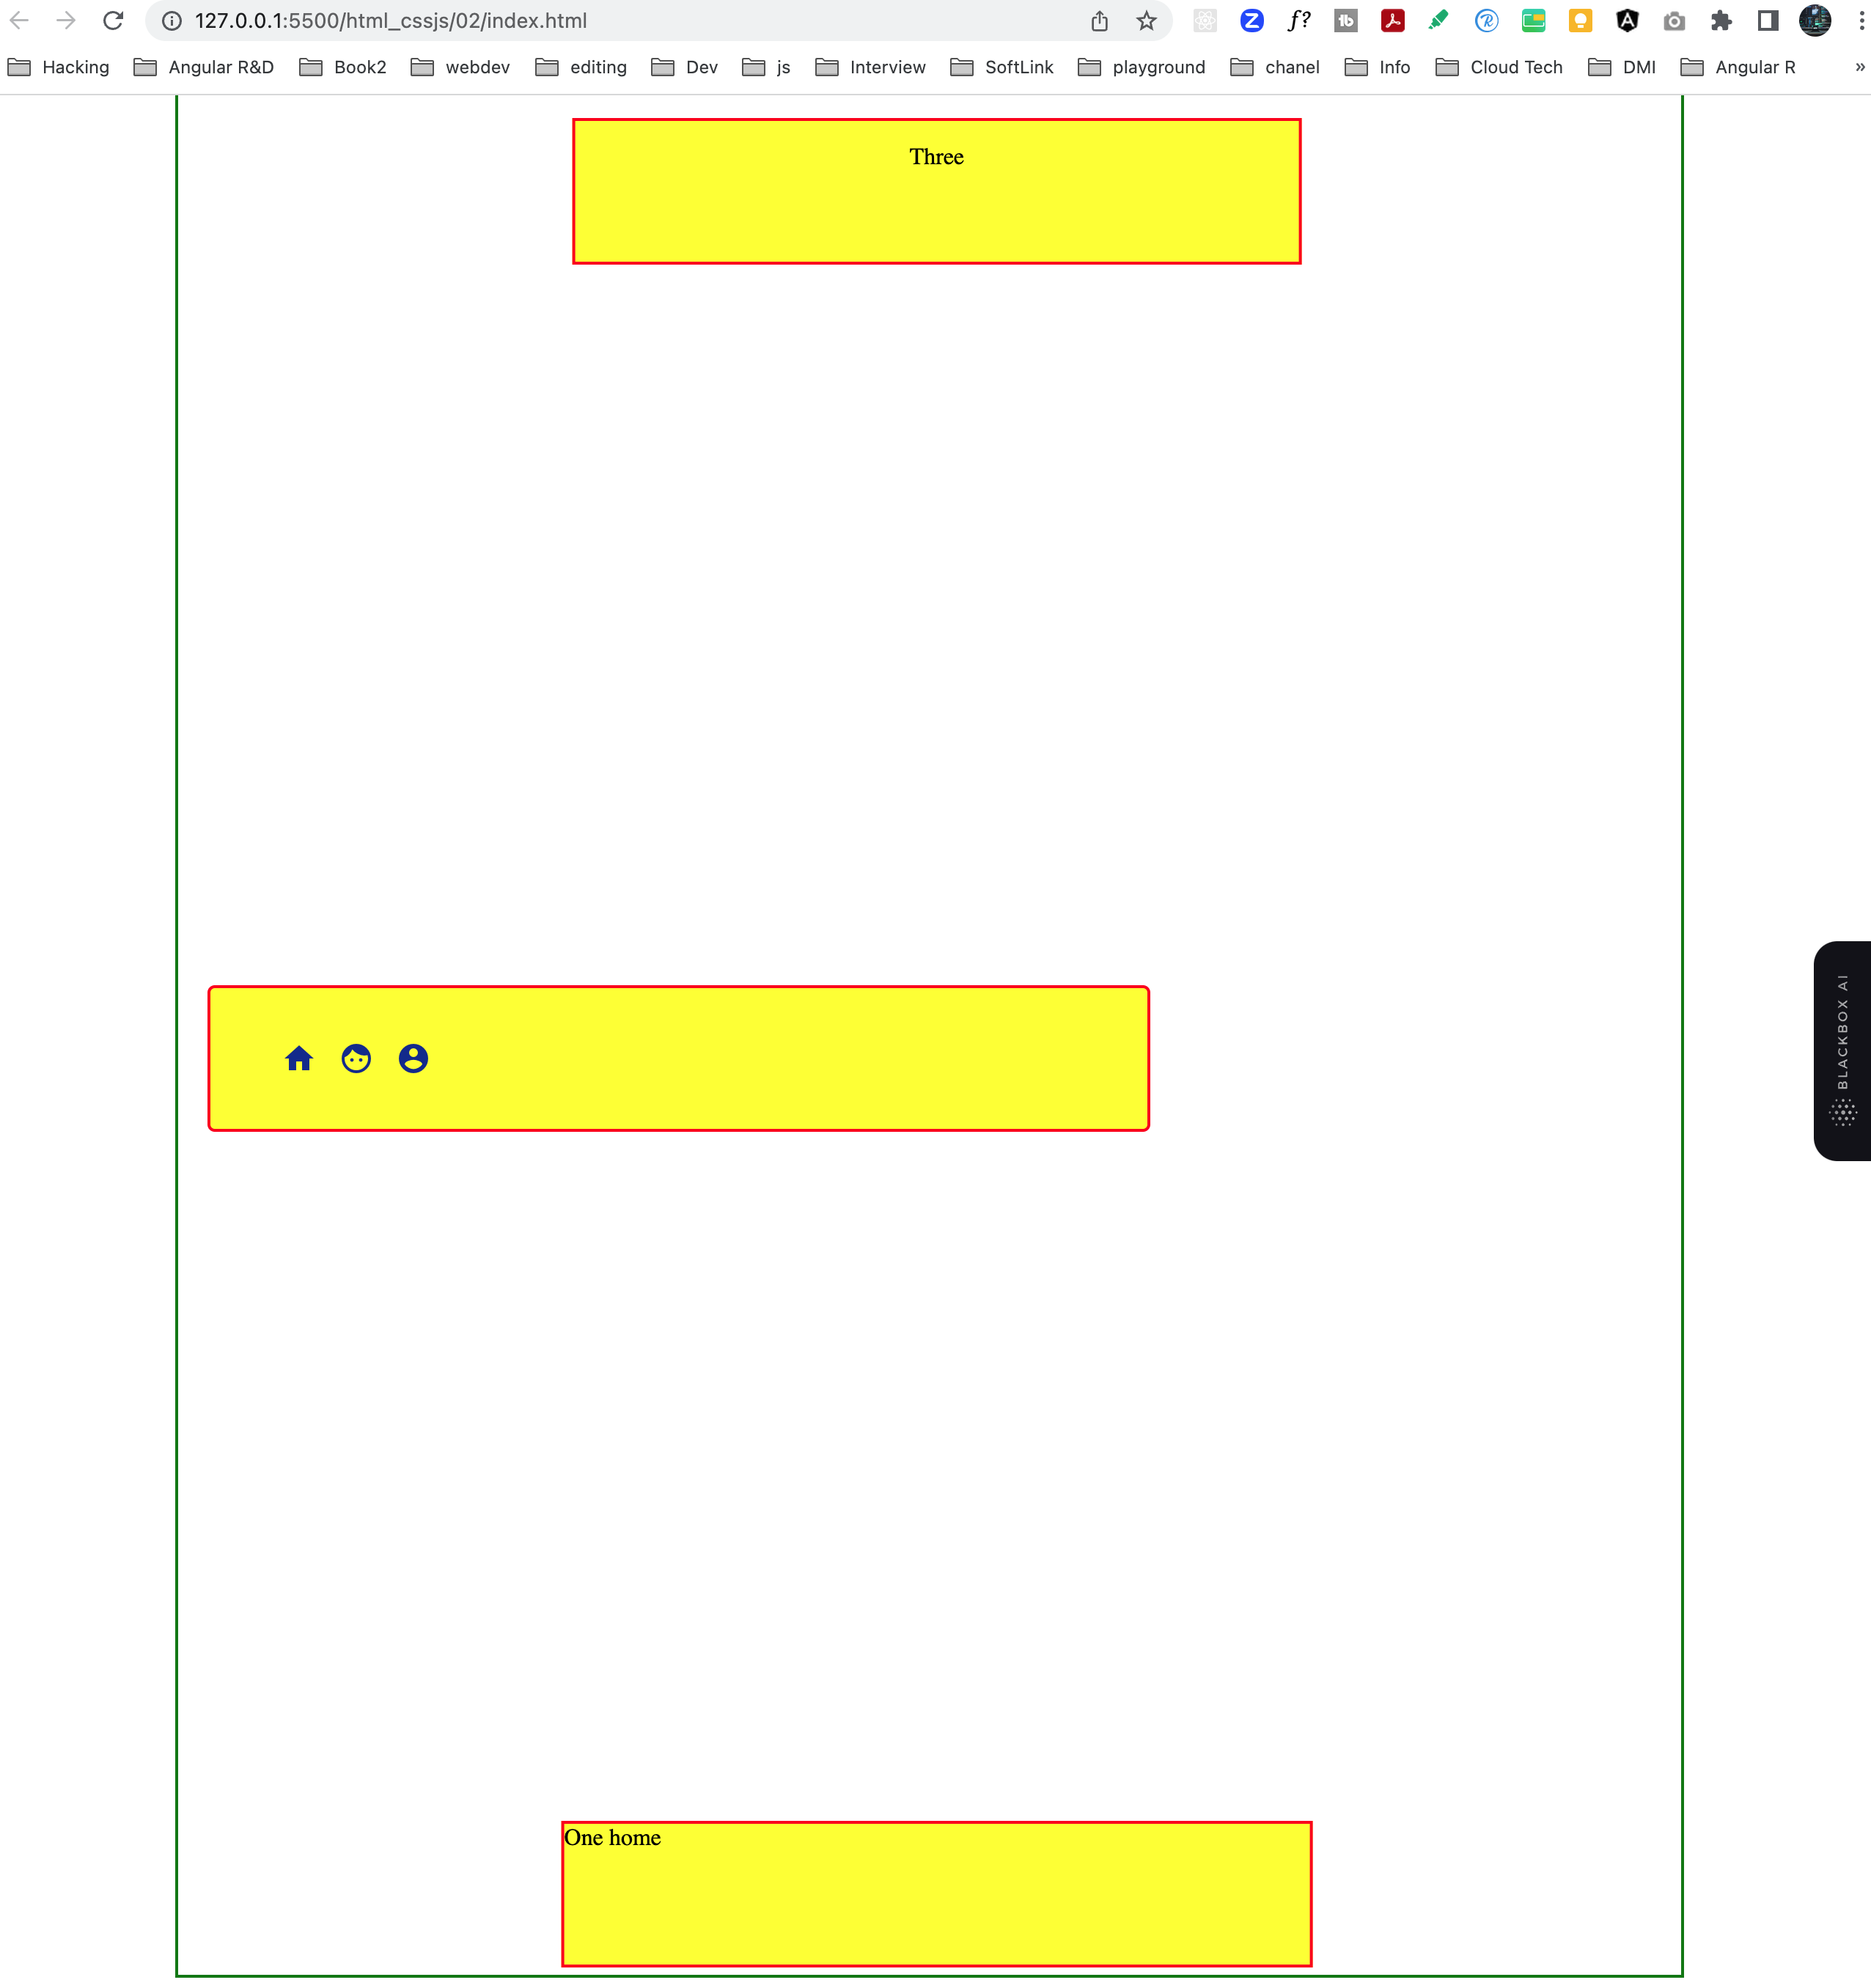 127.0.0.1:5500/html_cssjs/02/index.html
Z f? tb R A
Hacking Angular R&D Book2 webdev editing Dev js Interview SoftLink playground chanel Info Cloud Tech DMI Angular R »
Three
BLACKBOX AI
One home